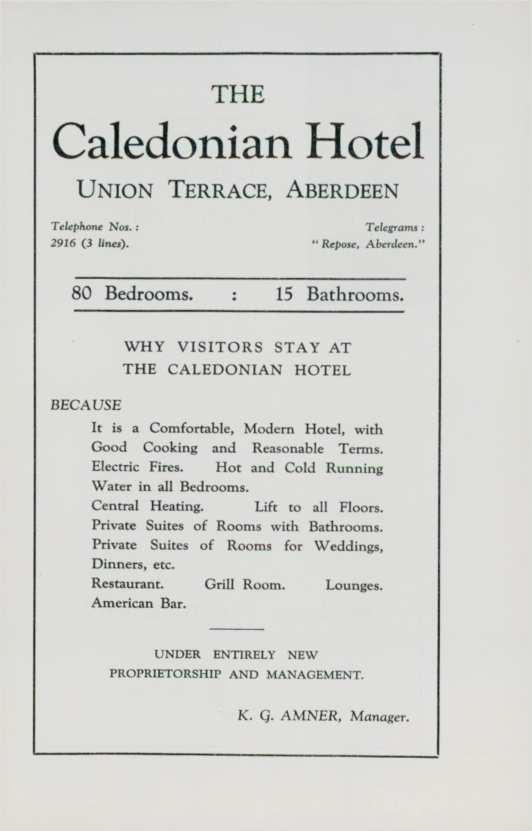 THE
Caledonian Hotel
UNION TERRACE, ABERDEEN
Telephone Nos. : Telegrams :
2916 (3 lines). " Repose, Aberdeen."
80 Bedrooms. : 15 Bathrooms.
WHY VISITORS STAY AT
THE CALEDONIAN HOTEL
BECAUSE
It is a Comfortable, Modern Hotel, with
Good Cooking and Reasonable Terms.
Electric Fires. Hot and Cold Running
Water in all Bedrooms.
Central Heating. Lift to all Floors.
Private Suites of Rooms with Bathrooms.
Private Suites of Rooms for Weddings,
Dinners, etc.
Restaurant. Grill Room. Lounges.
American Bar.
UNDER ENTIRELY NEW
PROPRIETORSHIP AND MANAGEMENT.
K. G. AMNER, Manager.